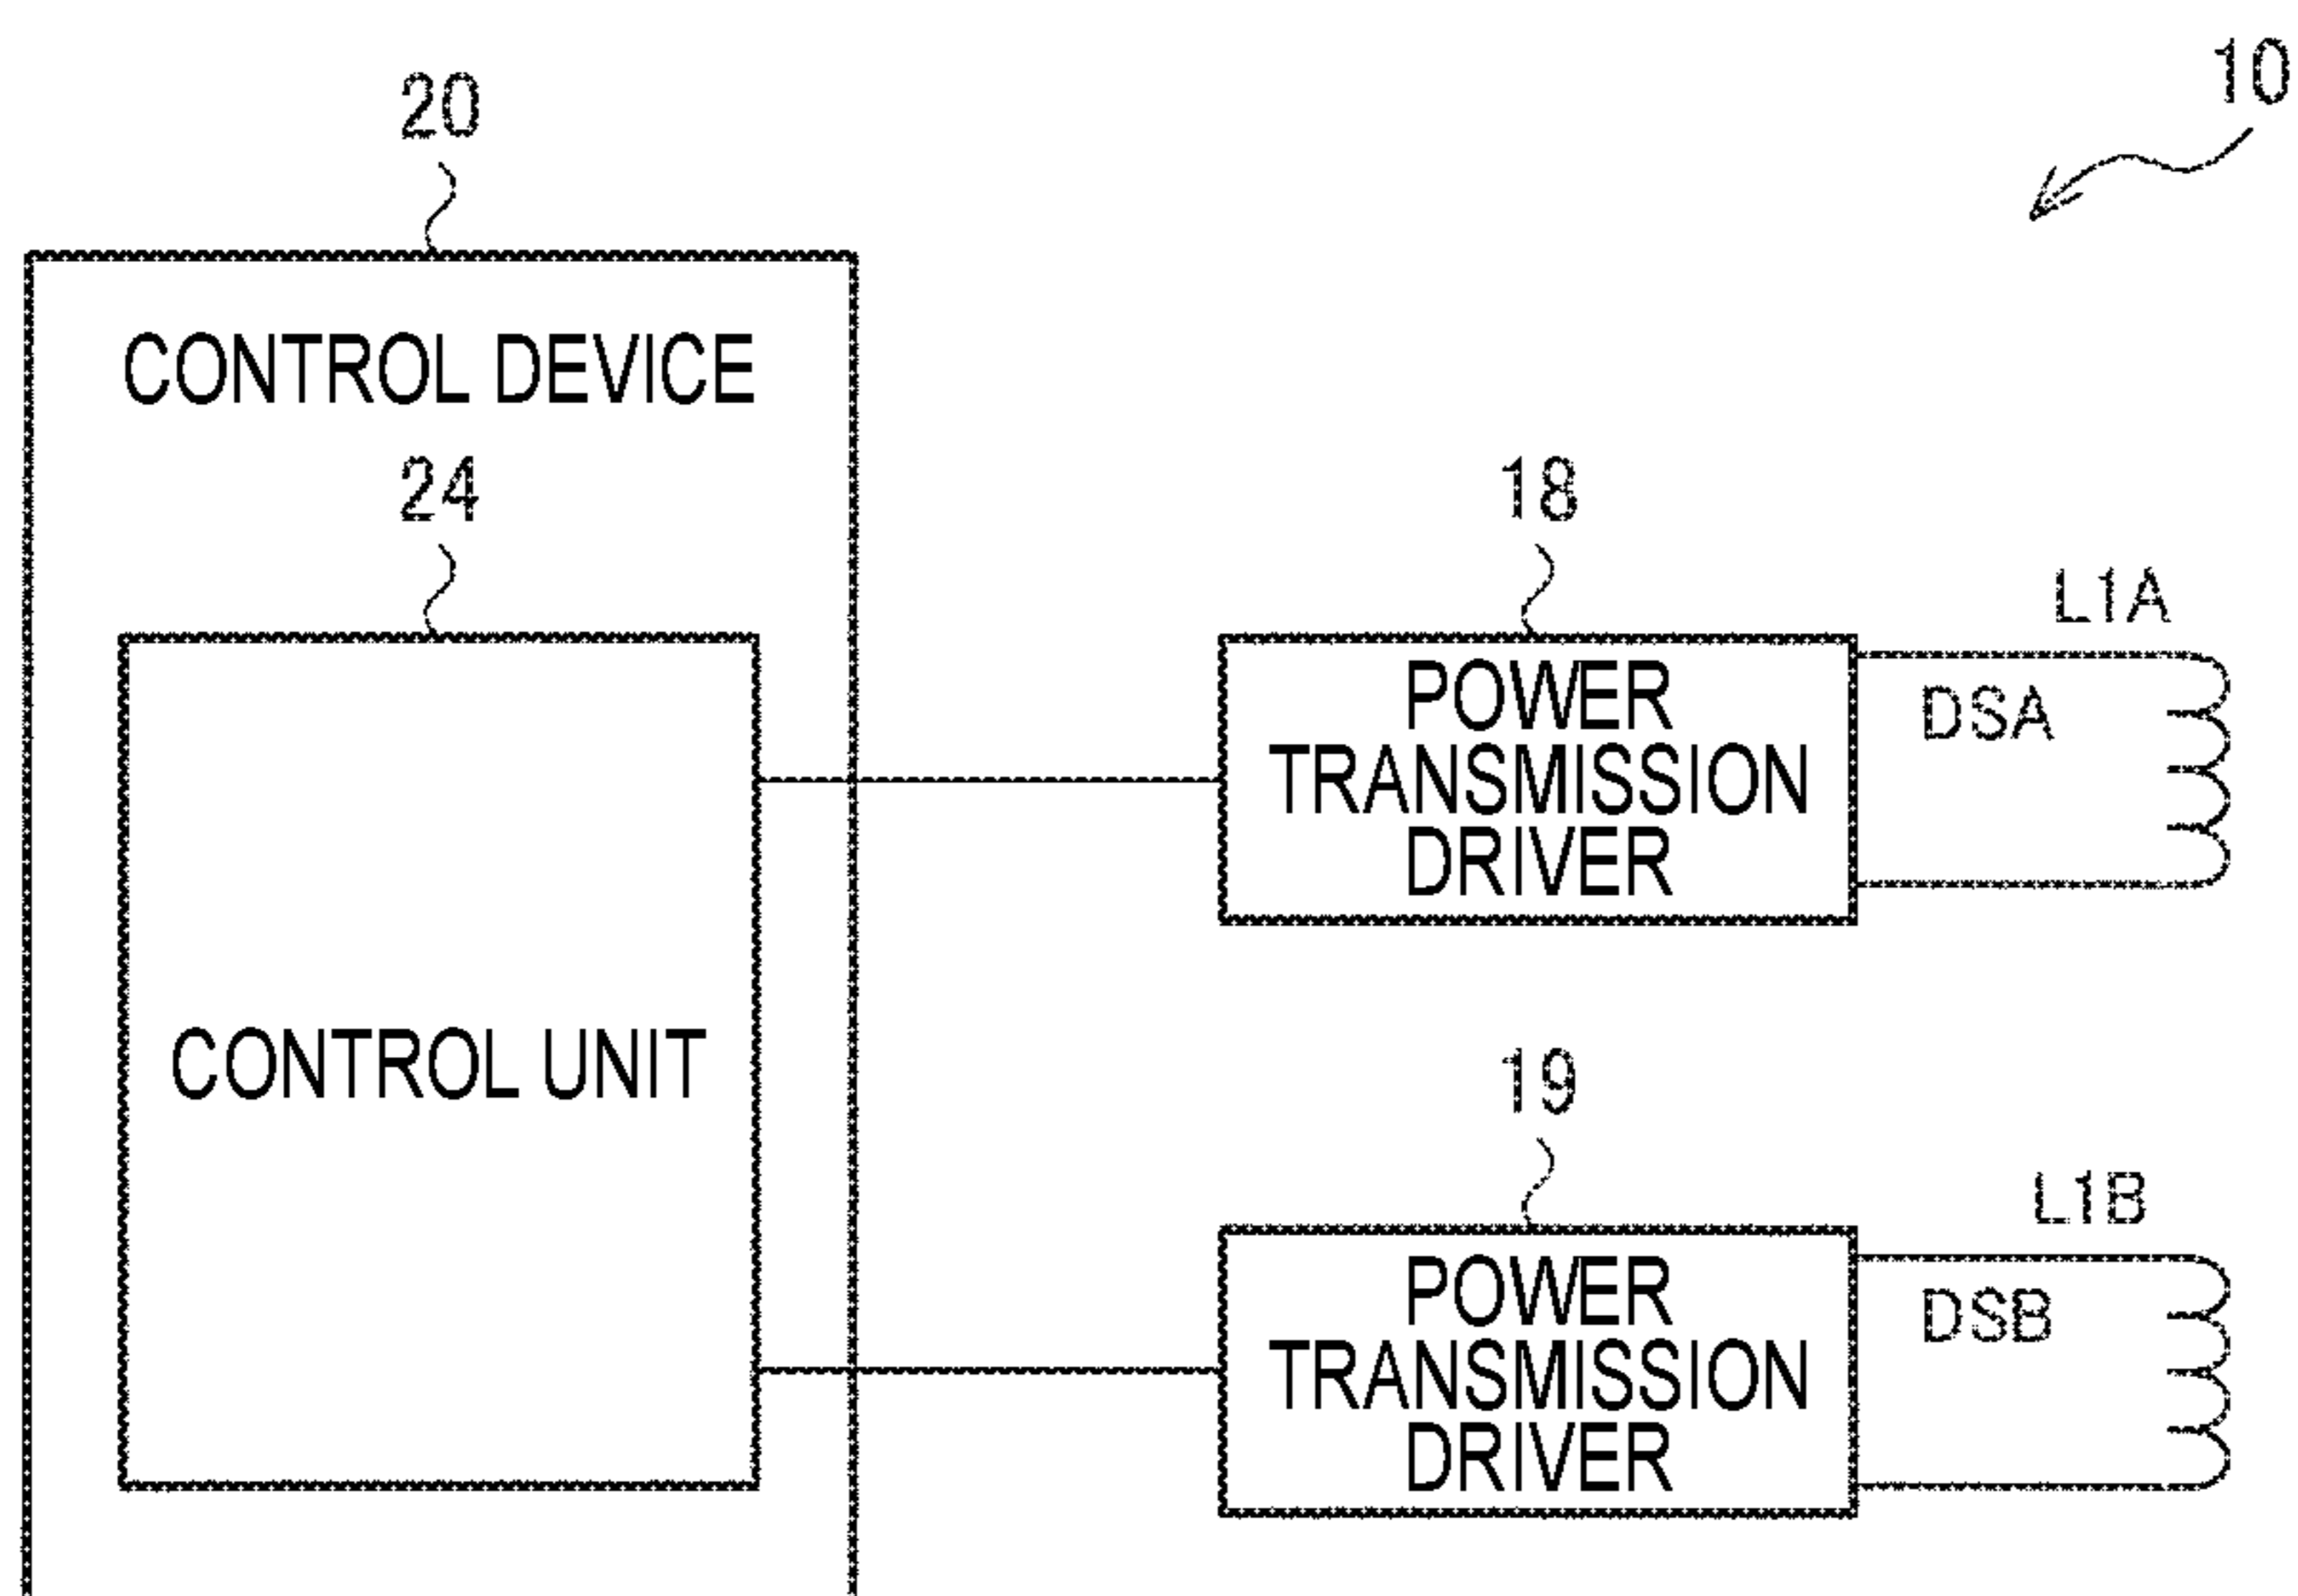 10
20
CONTROL DEVICE
24
CONTROL UNIT
18
POWER
TRANSMISSION
DRIVER
L1A
DSA
19
POWER
TRANSMISSION
DRIVER
L1B
DSB